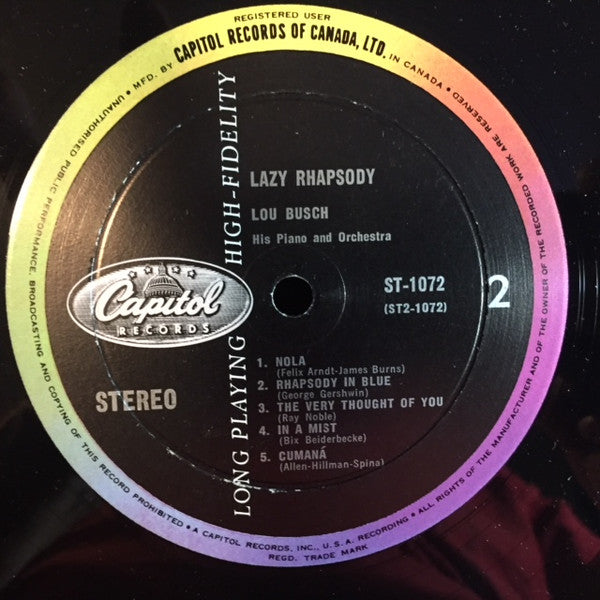 REGISTERED USER
• MFD. BY CAPITOL RECORDS OF CANADA, LTD. IN CANADA •
ALL RIGHTS OF THE MANUFACTURER AND OF THE OWNER OF THE RECORDED WORK ARE RESERVED •
UNAUTHORISED PUBLIC PERFORMANCE, BROADCASTING AND COPYING OF THIS RECORD PROHIBITED •
A CAPITOL RECORDS, INC., U.S.A. RECORDING •
REGD. TRADE MARK
LONG PLAYING HIGH-FIDELITY
LAZY RHAPSODY
LOU BUSCH
His Piano and Orchestra
Capitol
RECORDS
ST-1072
(ST2-1072)
2
STEREO
1. NOLA
(Felix Arndt-James Burns)
2. RHAPSODY IN BLUE
(George Gershwin)
3. THE VERY THOUGHT OF YOU
(Ray Noble)
4. IN A MIST
(Bix Beiderbecke)
5. CUMANÁ
(Allen-Hillman-Spina)